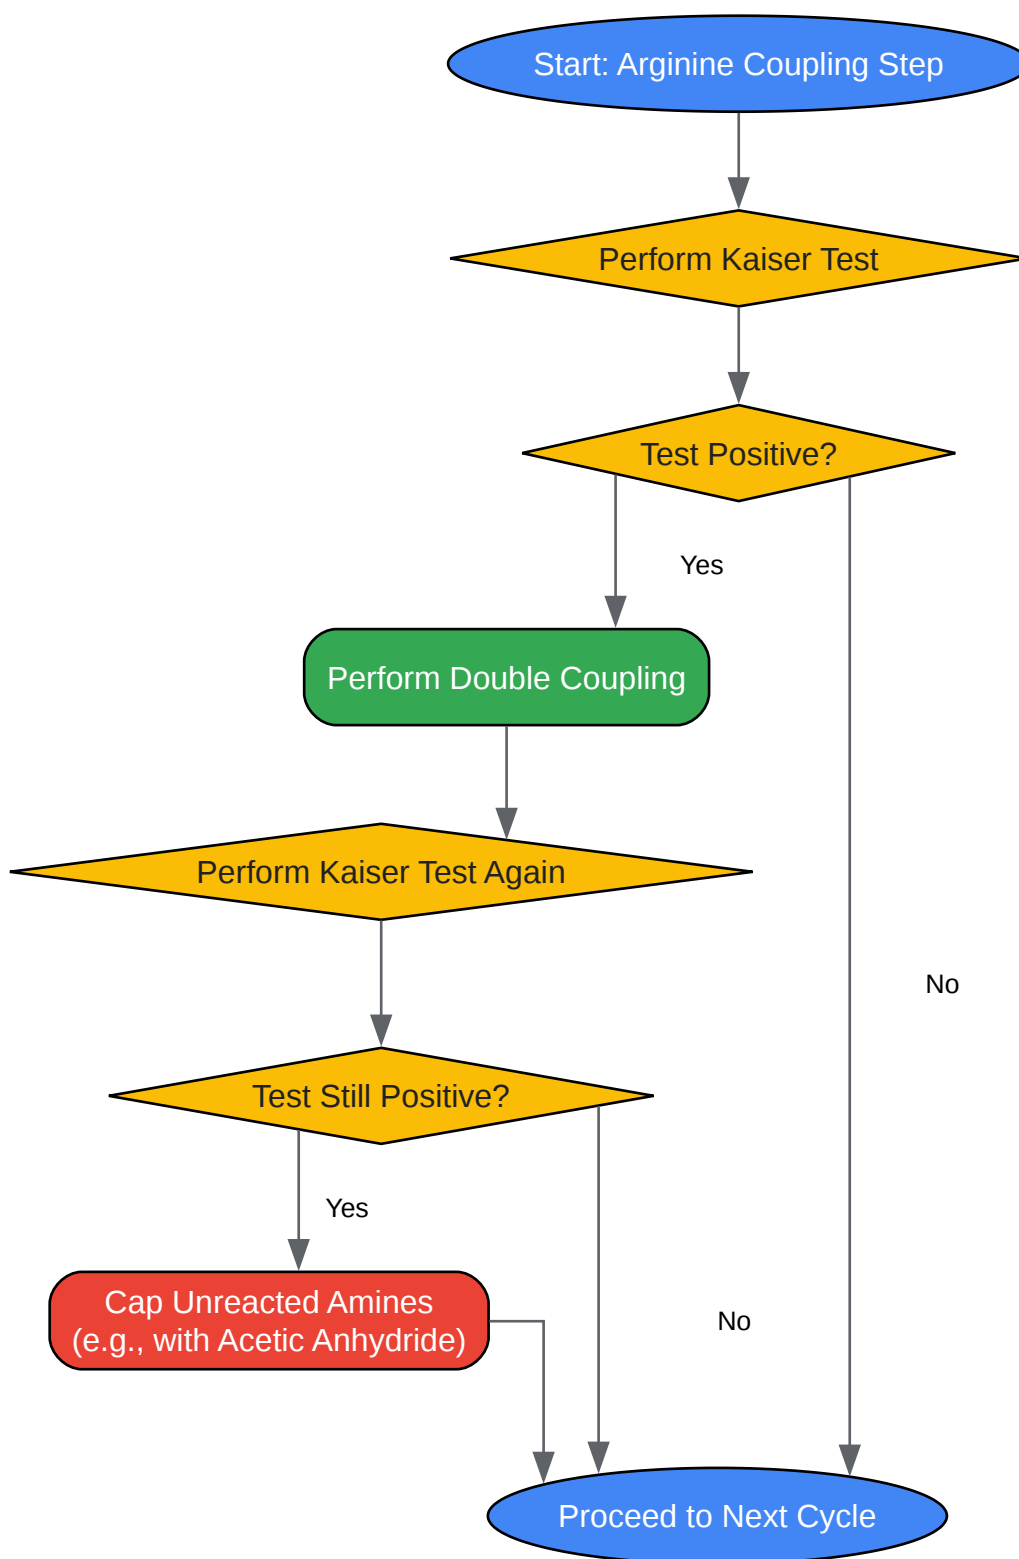 Start: Arginine Coupling Step
Perform Kaiser Test
Test Positive?
Yes
Perform Double Coupling
Perform Kaiser Test Again
No
Test Still Positive?
Yes
Cap Unreacted Amines
(e.g., with Acetic Anhydride)
No
Proceed to Next Cycle